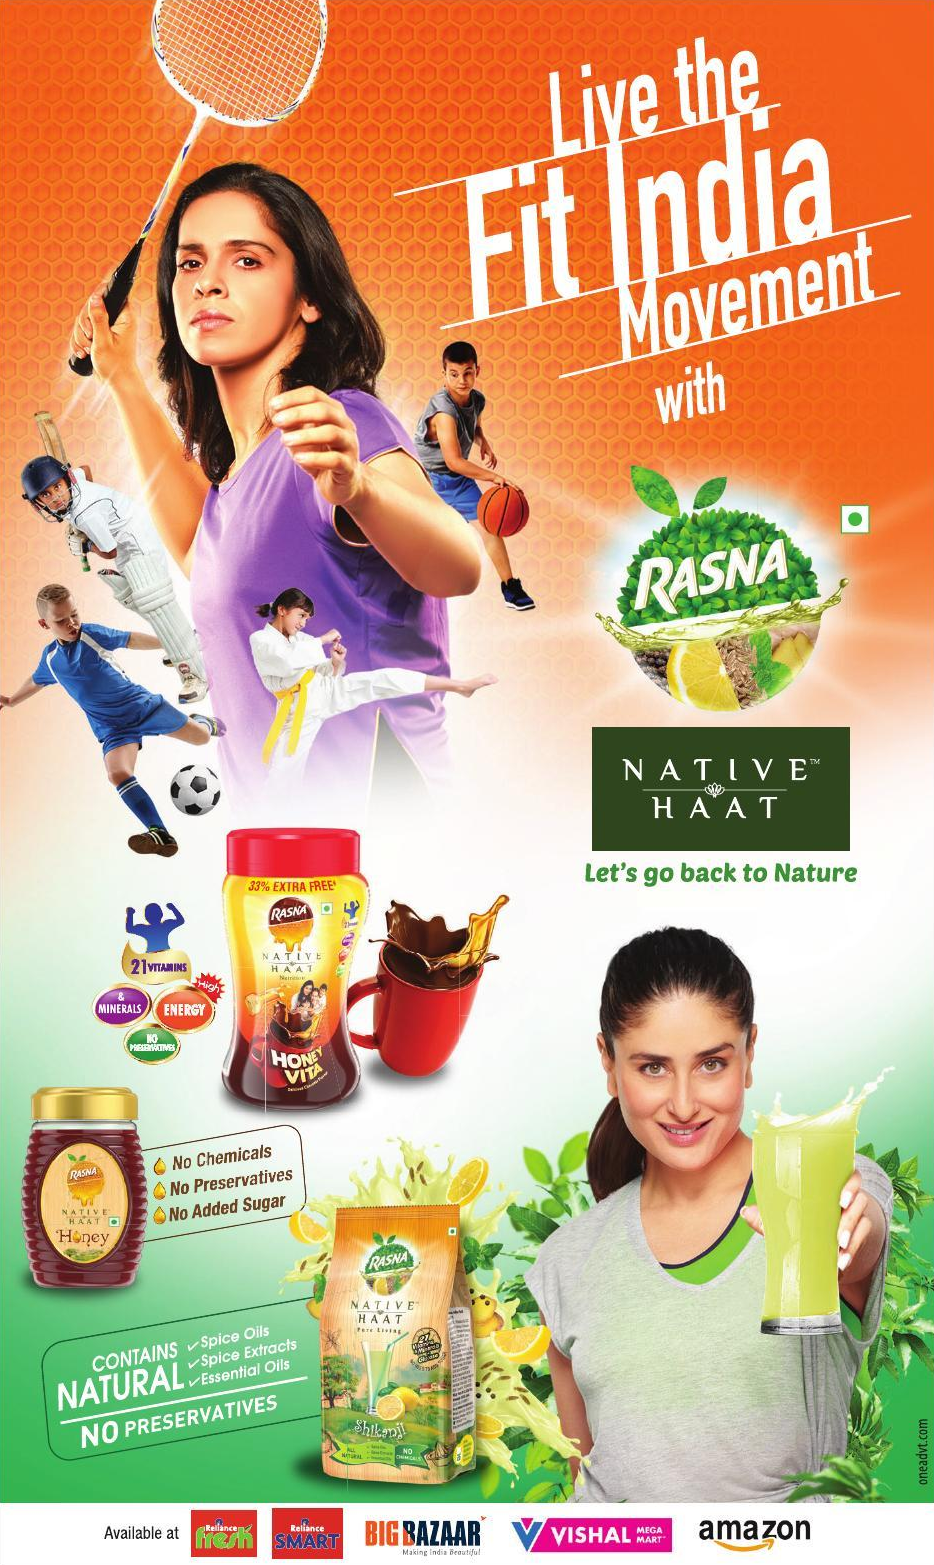 Live the
Fit India
Movement
with
RASNA
NATIVE™
HAAT
Let's go back to Nature
33% EXTRA FREE*
RASNA
NATIVE
HAAT
Nutrition
HONEY
VITA
21 VITAMINS
& MINERALS
High
ENERGY
NO
PRESERVATIVES
RASNA
NATIVE
HAAT
Honey
No Chemicals
No Preservatives
No Added Sugar
RASNA
NATIVE
HAAT
Pure Living
Shikanji
ALL
NATURAL
NO
CHEMICALS
CONTAINS
NATURAL
✓Spice Oils
✓Spice Extracts
✓Essential Oils
NO PRESERVATIVES
oneadvt.com
Available at
Reliance
fresh
Reliance
SMART
BIG BAZAAR
Making India Beautiful
VISHAL MEGA MART
amazon